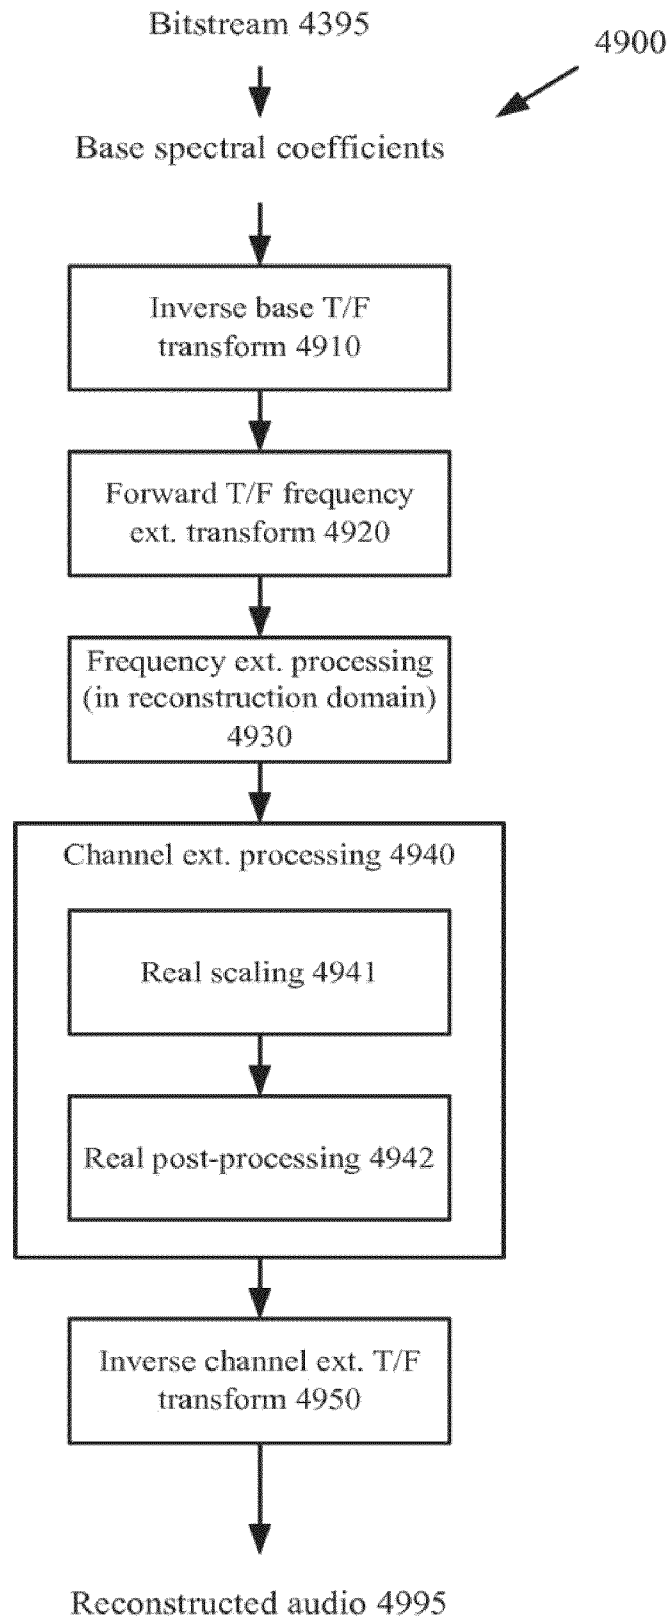 Bitstream 4395
4900
Base spectral coefficients
Inverse base T/F
transform 4910
Forward T/F frequency
ext. transform 4920
Frequency ext. processing
(in reconstruction domain)
4930
Channel ext. processing 4940
Real scaling 4941
Real post-processing 4942
Inverse channel ext. T/F
transform 4950
Reconstructed audio 4995